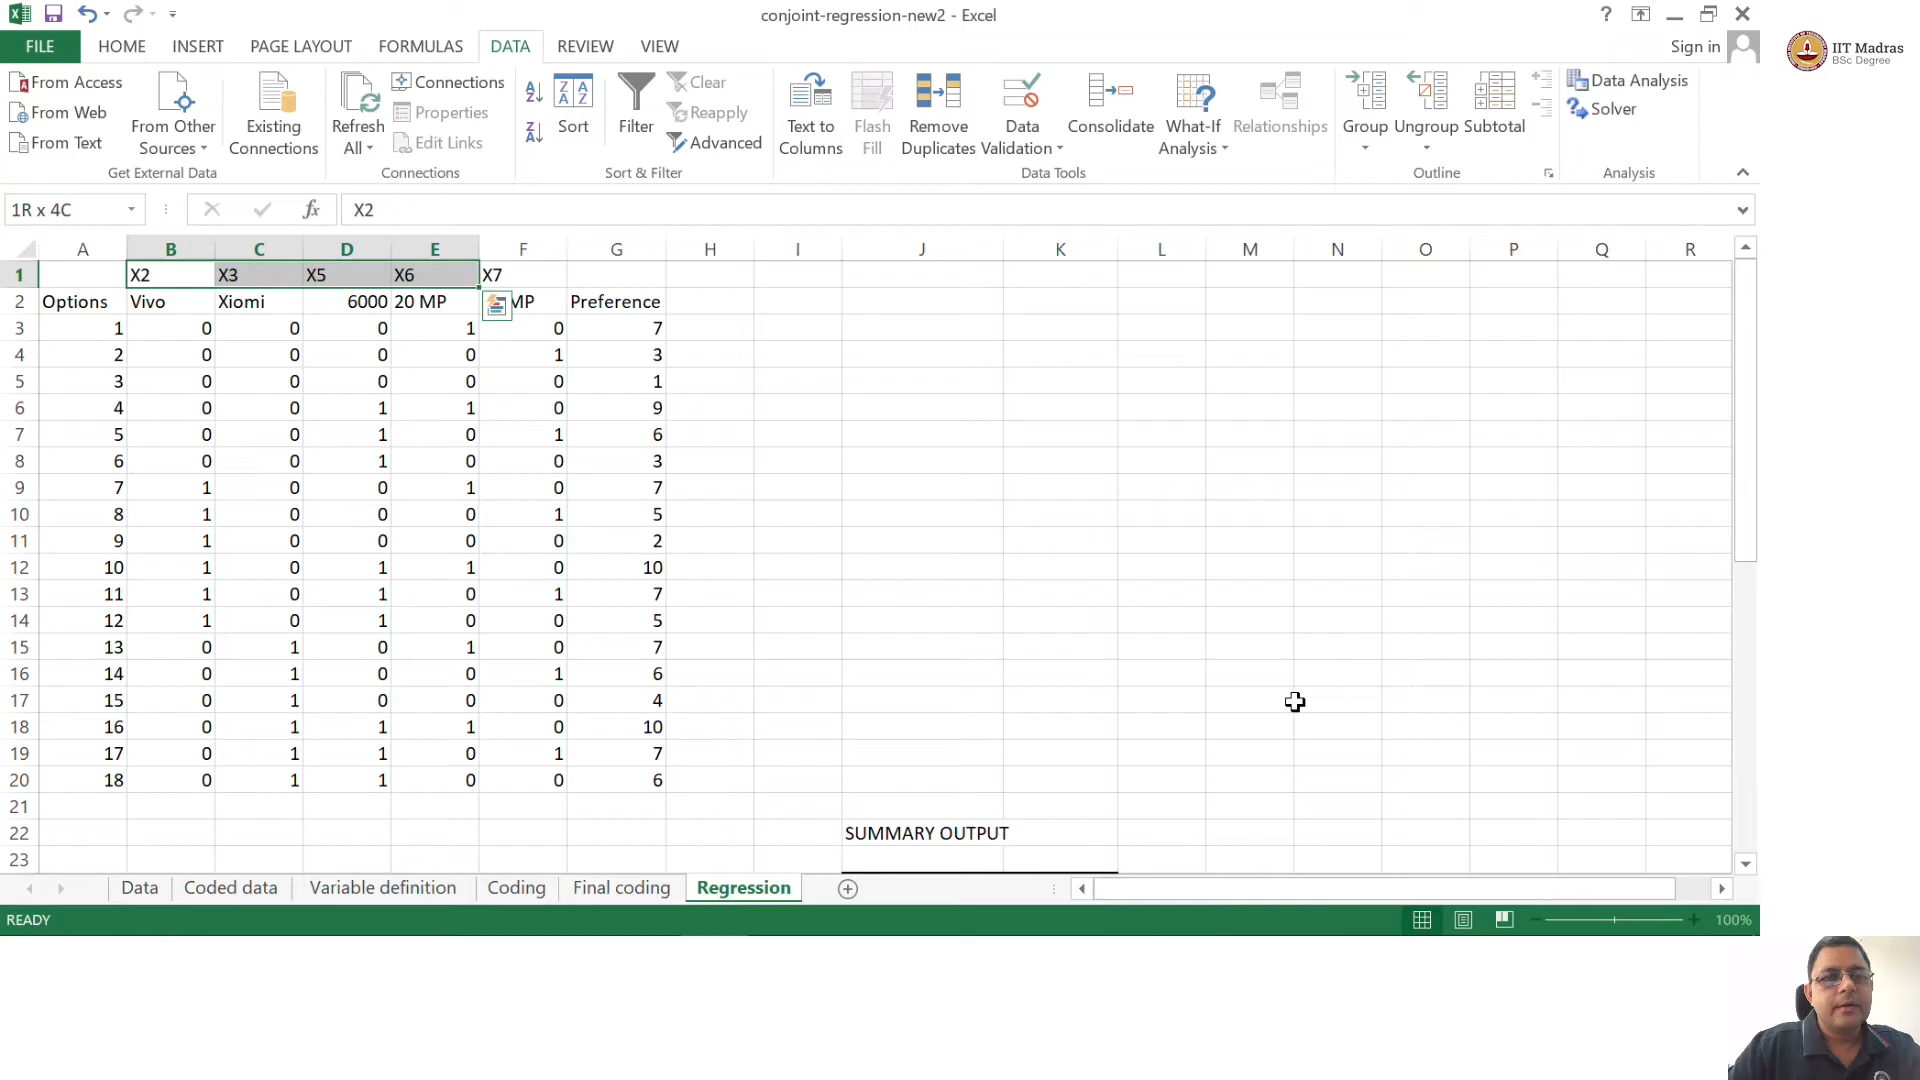 conjoint-regression-new2 - Excel
?
FILE HOME INSERT PAGE LAYOUT FORMULAS DATA REVIEW VIEW Sign in
IIT Madras
BSc Degree
From Access
From Web
From Text
From Other Sources
Existing Connections
Get External Data
Refresh All
Connections
Properties
Edit Links
Connections
Sort
Filter
Clear
Reapply
Advanced
Sort & Filter
Text to Columns
Flash Fill
Remove Duplicates
Data Validation
Consolidate
What-If Analysis
Relationships
Data Tools
Group
Ungroup
Subtotal
Outline
Data Analysis
Solver
Analysis
1R x 4C fx X2
A B C D E F G H I J K L M N O P Q R
1 X2 X3 X5 X6 X7
2 Options Vivo Xiomi 6000 20 MP MP Preference
3 1 0 0 0 1 0 7
4 2 0 0 0 0 1 3
5 3 0 0 0 0 0 1
6 4 0 0 1 1 0 9
7 5 0 0 1 0 1 6
8 6 0 0 1 0 0 3
9 7 1 0 0 1 0 7
10 8 1 0 0 0 1 5
11 9 1 0 0 0 0 2
12 10 1 0 1 1 0 10
13 11 1 0 1 0 1 7
14 12 1 0 1 0 0 5
15 13 0 1 0 1 0 7
16 14 0 1 0 0 1 6
17 15 0 1 0 0 0 4
18 16 0 1 1 1 0 10
19 17 0 1 1 0 1 7
20 18 0 1 1 0 0 6
21
22 SUMMARY OUTPUT
23
Data Coded data Variable definition Coding Final coding Regression
READY 100%